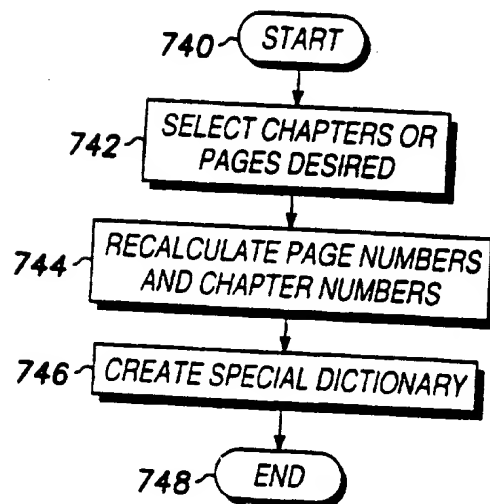 740 START
742 SELECT CHAPTERS OR
PAGES DESIRED
744 RECALCULATE PAGE NUMBERS
AND CHAPTER NUMBERS
746 CREATE SPECIAL DICTIONARY
748 END